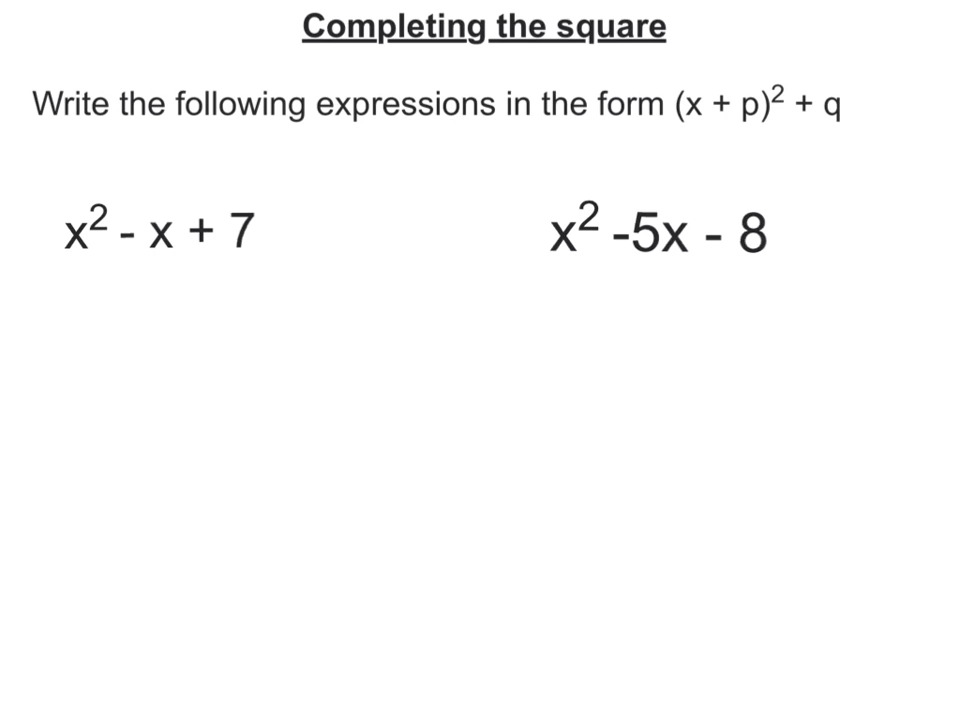 Completing the square
Write the following expressions in the form (x + p)² + q
x² - x + 7
x² -5x - 8